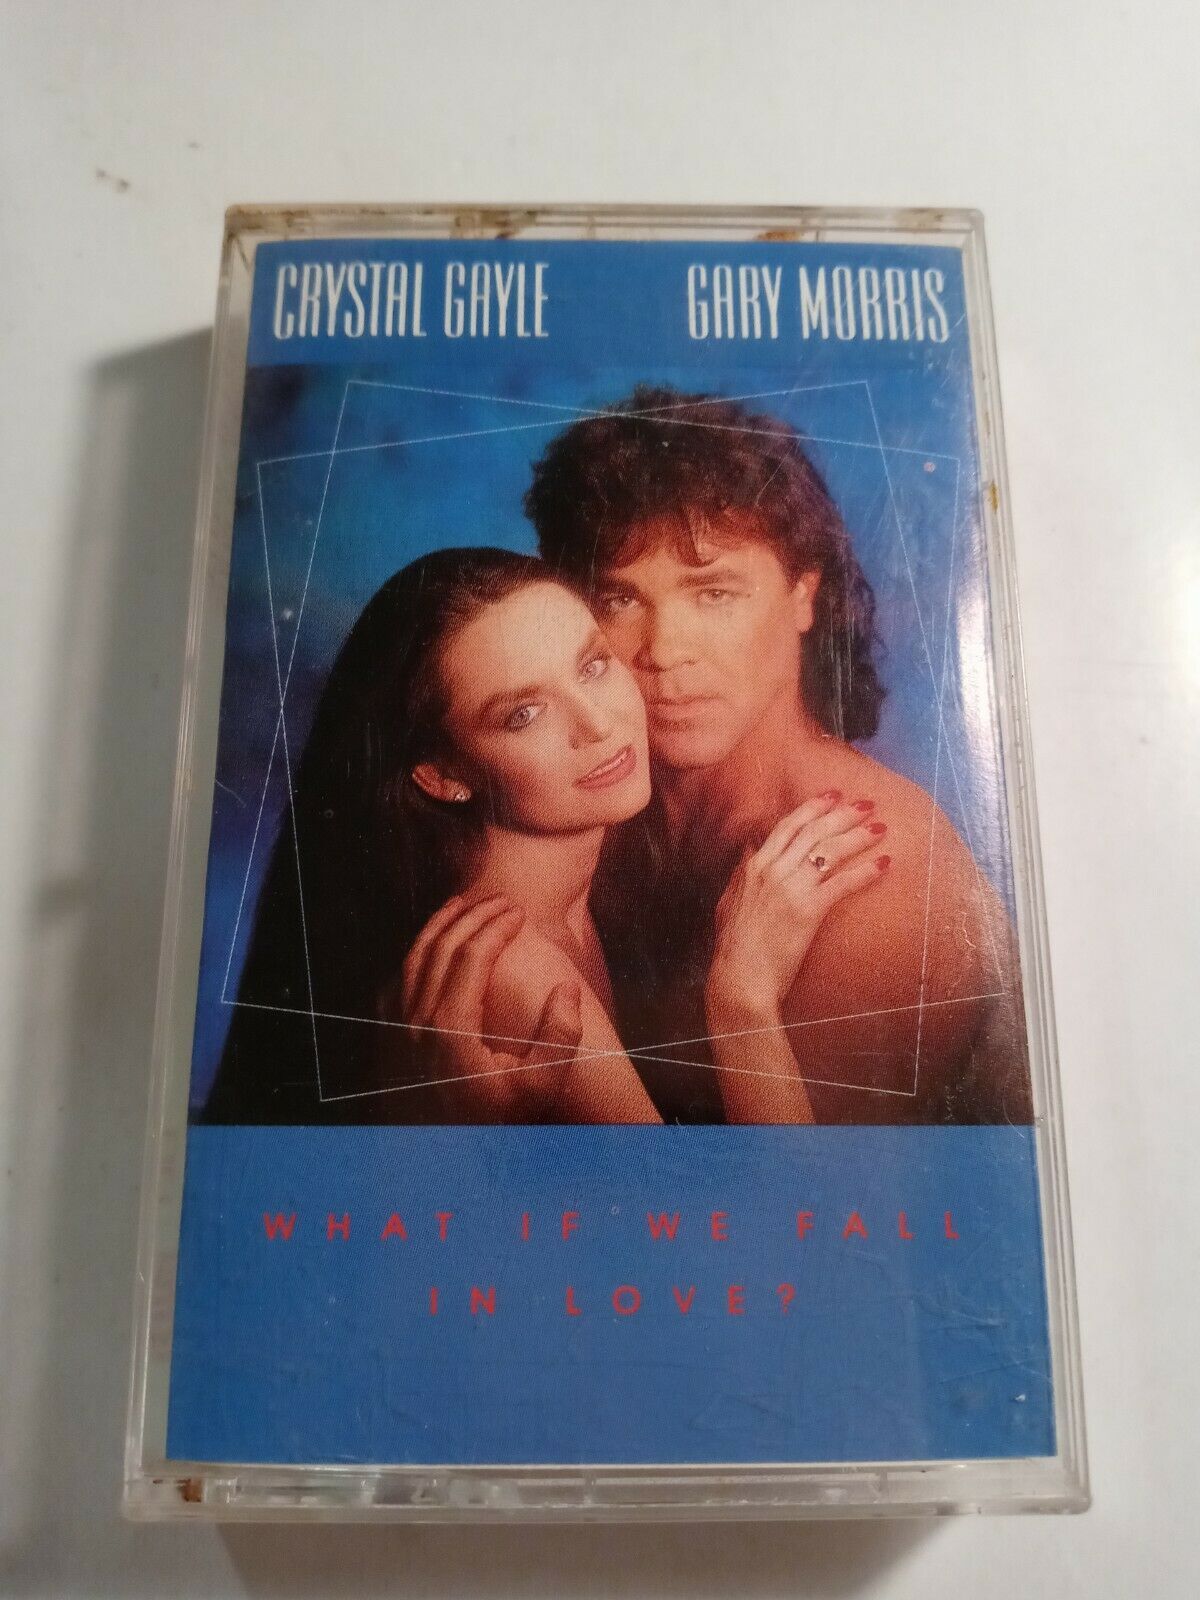 CRYSTAL GAYLE GARY MORRIS
WHAT IF WE FALL
IN LOVE?